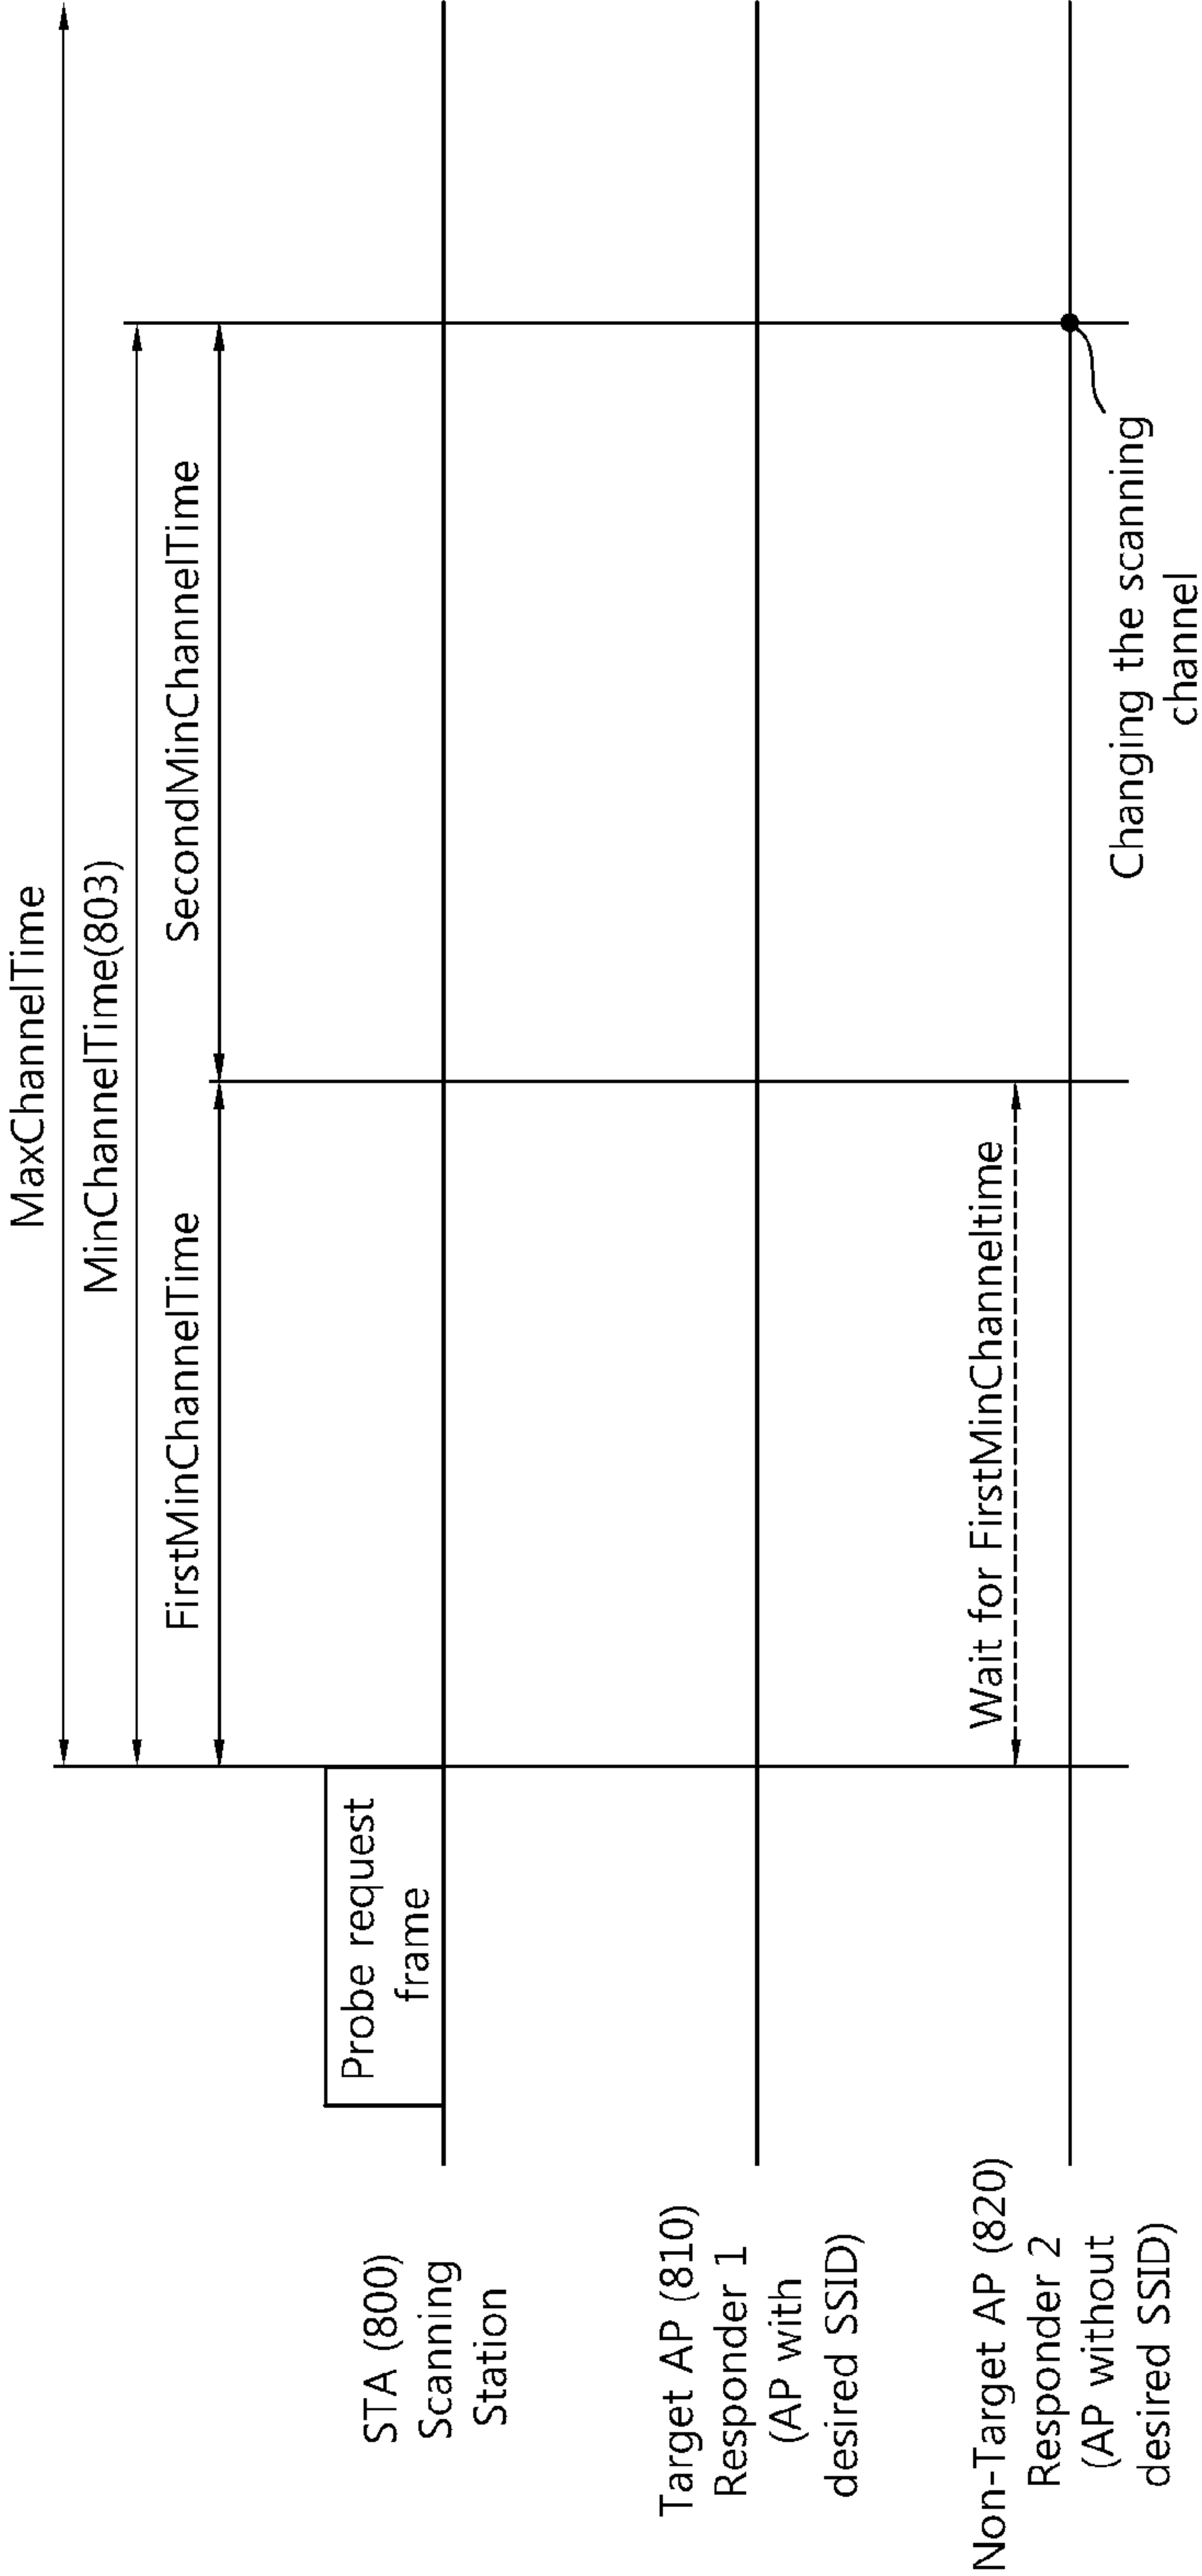 MaxChannelTime
MinChannelTime(803)
FirstMinChannelTime
SecondMinChannelTime
Probe request
frame
STA (800)
Scanning
Station
Target AP (810)
Responder 1
(AP with
desired SSID)
Wait for FirstMinChanneltime
Non-Target AP (820)
Responder 2
(AP without
desired SSID)
Changing the scanning
channel